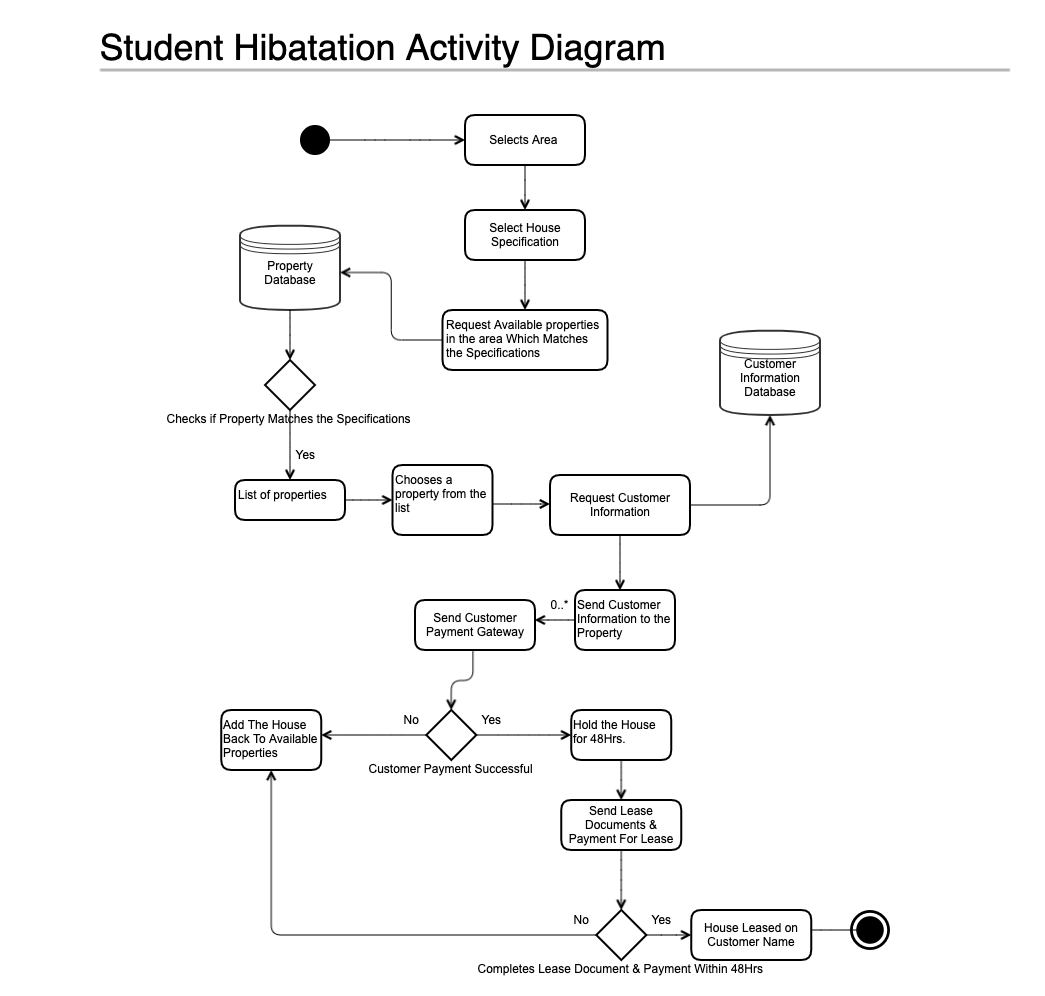 Student Hibatation Activity Diagram
Selects Area
Select House
Specification
Property
Database
Request Available properties
in the area Which Matches
the Specifications
Customer
Information
Database
Checks if Property Matches the Specifications
Yes
List of properties
Chooses a
property from the
list
Request Customer
Information
Send Customer
Payment Gateway
0..*
Send Customer
Information to the
Property
Add The House
Back To Available
Properties
No
Yes
Hold the House
for 48Hrs.
Customer Payment Successful
Send Lease
Documents &
Payment For Lease
No
Yes
House Leased on
Customer Name
Completes Lease Document & Payment Within 48Hrs